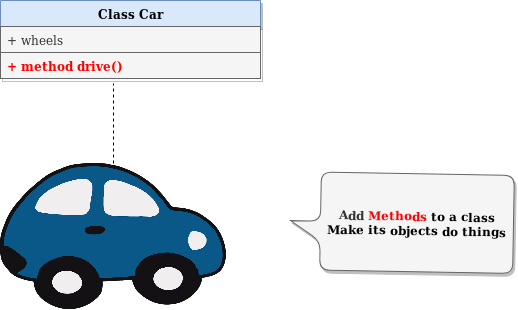 Class Car
+ wheels
+ method drive()
Add Methods to a class
Make its objects do things